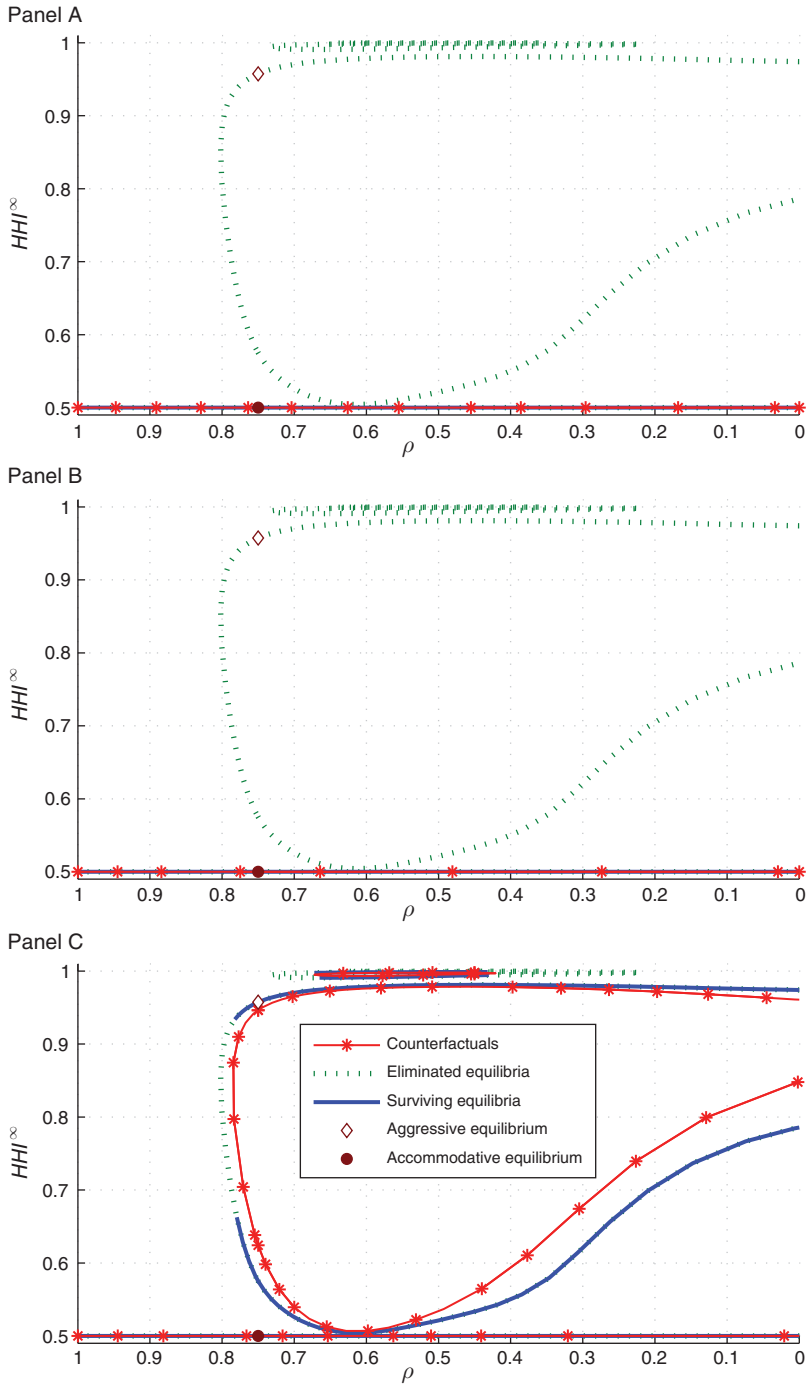 Panel A
1
0.9
0.8
0.7
0.6
0.5
HHI∞
1 0.9 0.8 0.7 0.6 0.5 0.4 0.3 0.2 0.1 0
ρ
Panel B
1
0.9
0.8
0.7
0.6
0.5
HHI∞
1 0.9 0.8 0.7 0.6 0.5 0.4 0.3 0.2 0.1 0
ρ
Panel C
1
0.9
0.8
0.7
0.6
0.5
HHI∞
Counterfactuals
Eliminated equilibria
Surviving equilibria
Aggressive equilibrium
Accommodative equilibrium
1 0.9 0.8 0.7 0.6 0.5 0.4 0.3 0.2 0.1 0
ρ